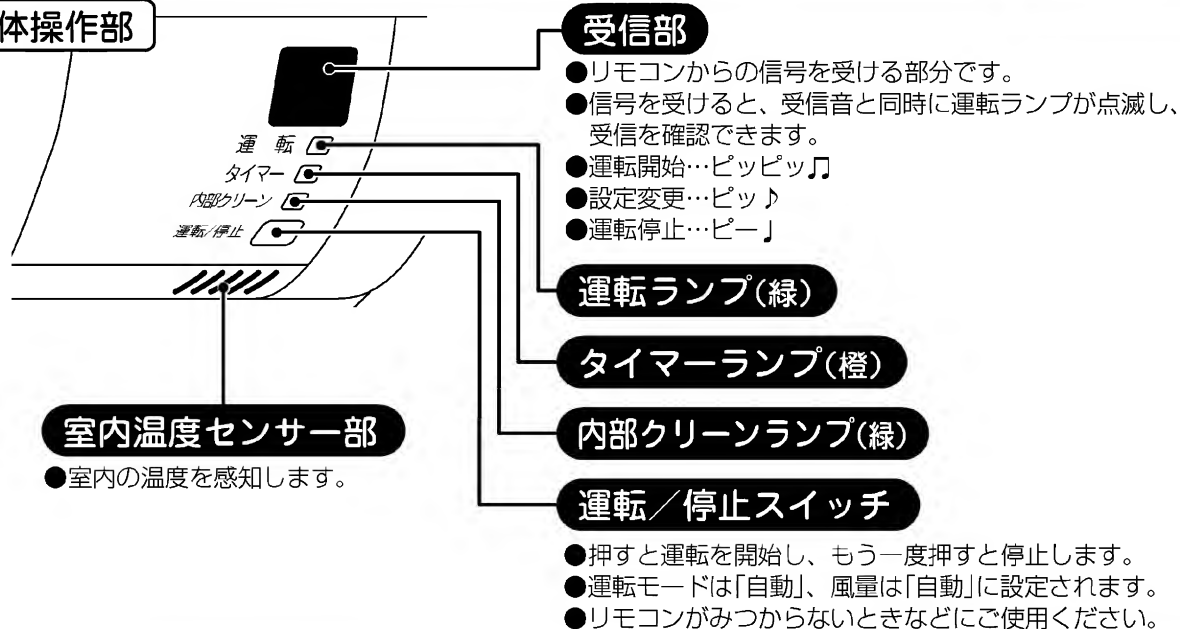 体操作部
運 転
タイマー
内部クリーン
運転/停止
室内温度センサー部
●室内の温度を感知します。
受信部
●リモコンからの信号を受ける部分です。
●信号を受けると、受信音と同時に運転ランプが点滅し、
受信を確認できます。
●運転開始…ピッピッ♫
●設定変更…ピッ♪
●運転停止…ピー♩
運転ランプ(緑)
タイマーランプ(橙)
内部クリーンランプ(緑)
運転/停止スイッチ
●押すと運転を開始し、もう一度押すと停止します。
●運転モードは「自動」、風量は「自動」に設定されます。
●リモコンがみつからないときなどにご使用ください。